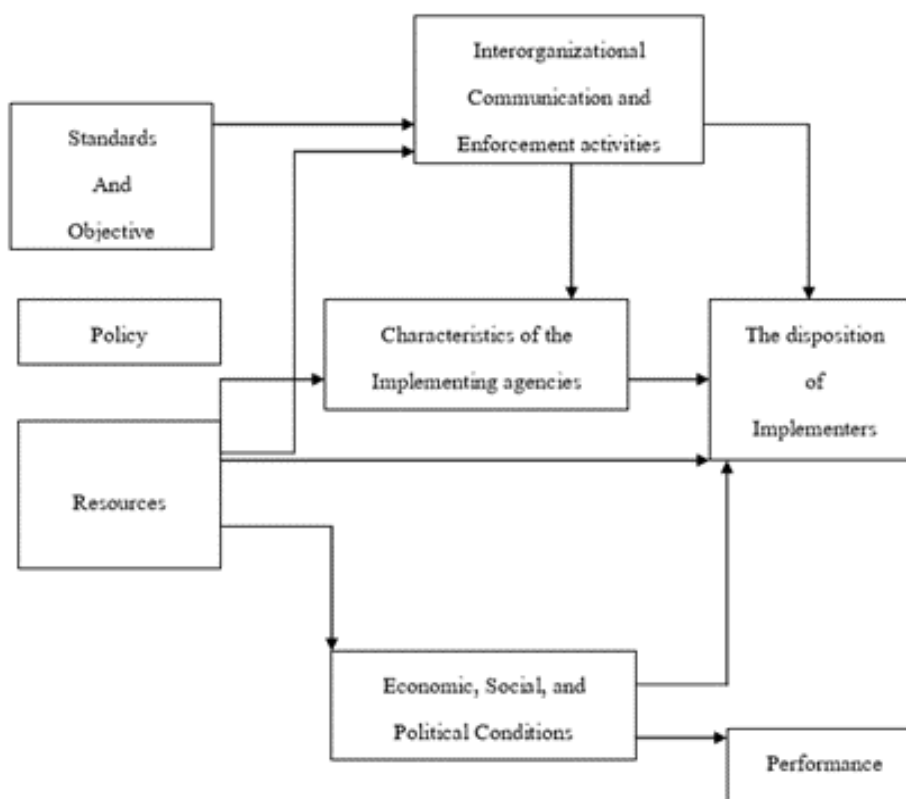 Interorganizational
Communication and
Enforcement activities
Standards
And
Objective
Policy
Characteristics of the
Implementing agencies
The disposition
of
Implementers
Resources
Economic, Social, and
Political Conditions
Performance